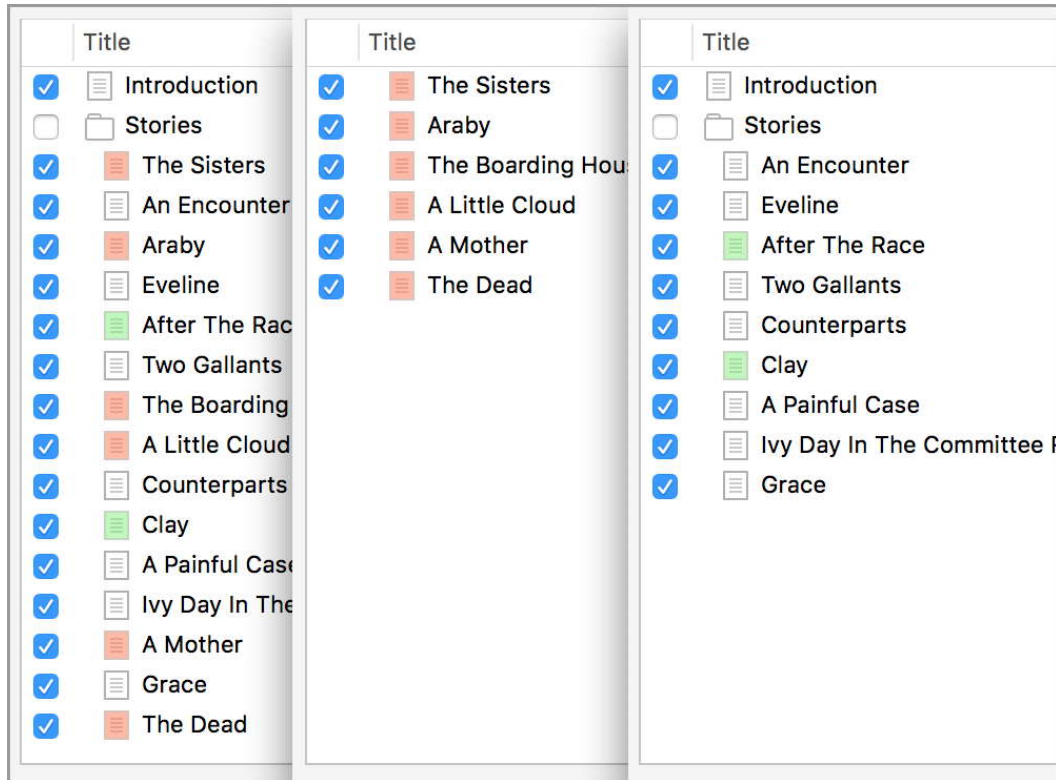 Title
Introduction
Stories
The Sisters
An Encounter
Araby
Eveline
After The Rac
Two Gallants
The Boarding
A Little Cloud
Counterparts
Clay
A Painful Case
Ivy Day In The
A Mother
Grace
The Dead
Title
The Sisters
Araby
The Boarding Hou
A Little Cloud
A Mother
The Dead
Title
Introduction
Stories
An Encounter
Eveline
After The Race
Two Gallants
Counterparts
Clay
A Painful Case
Ivy Day In The Committee
Grace